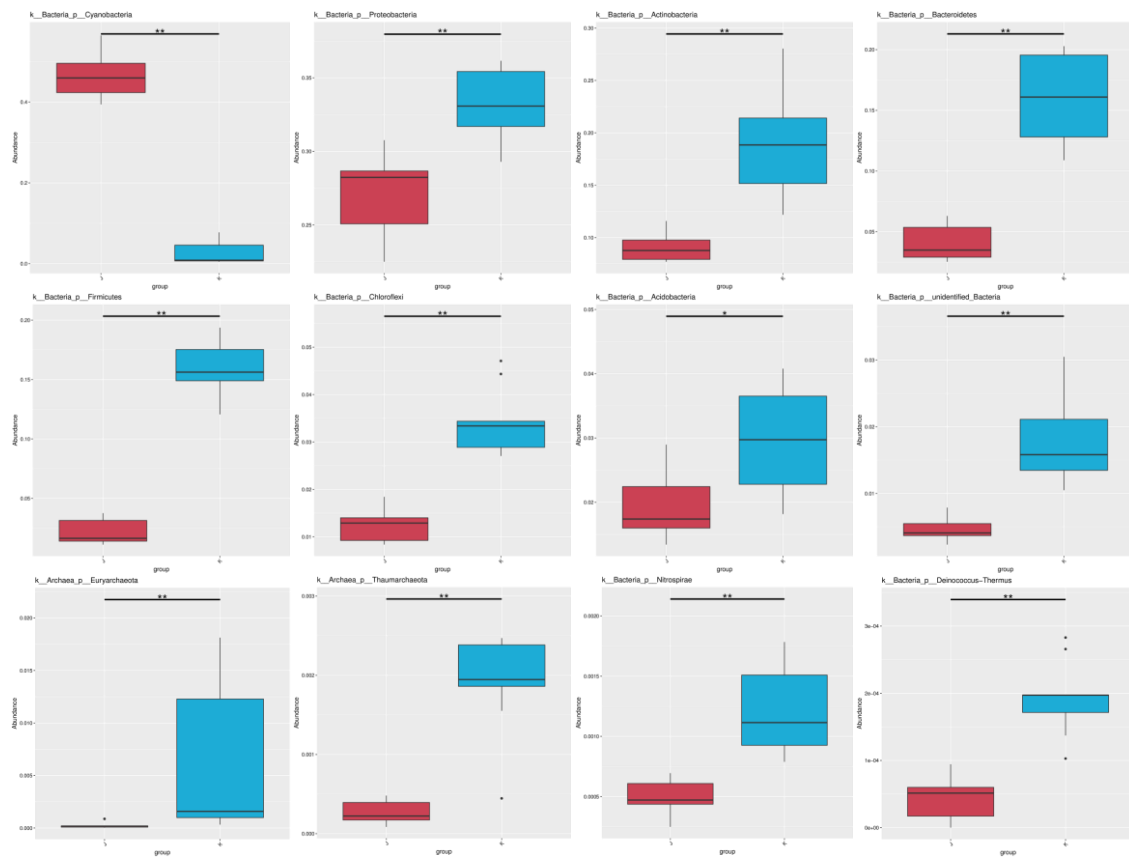 k__Bacteria_p__Cyanobacteria
**
Abundance
0.4
0.2
0.0
group
k__Bacteria_p__Proteobacteria
**
Abundance
0.35
0.30
0.25
group
k__Bacteria_p__Actinobacteria
**
Abundance
0.30
0.25
0.20
0.15
0.10
group
k__Bacteria_p__Bacteroidetes
**
Abundance
0.20
0.15
0.10
0.05
group
k__Bacteria_p__Firmicutes
**
Abundance
0.20
0.15
0.10
0.05
group
k__Bacteria_p__Chloroflexi
**
Abundance
0.05
0.04
0.03
0.02
0.01
group
k__Bacteria_p__Acidobacteria
*
Abundance
0.05
0.03
0.02
group
k__Bacteria_p__unidentified_Bacteria
**
Abundance
0.03
0.02
0.01
group
k__Archaea_p__Euryarchaeota
**
Abundance
0.020
0.015
0.010
0.005
0.000
group
k__Archaea_p__Thaumarchaeota
**
Abundance
0.003
0.002
0.001
0.000
group
k__Bacteria_p__Nitrospirae
**
Abundance
0.0020
0.0015
0.0010
0.0005
group
k__Bacteria_p__Deinococcus-Thermus
**
Abundance
3e-04
2e-04
1e-04
0e+00
group